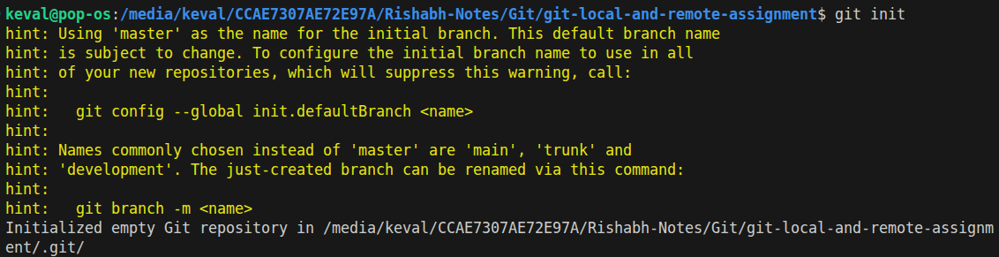 keval@pop-os:/media/keval/CCAE7307AE72E97A/Rishabh-Notes/Git/git-local-and-remote-assignment$ git init
hint: Using 'master' as the name for the initial branch. This default branch name
hint: is subject to change. To configure the initial branch name to use in all
hint: of your new repositories, which will suppress this warning, call:
hint:
hint:   git config --global init.defaultBranch <name>
hint:
hint: Names commonly chosen instead of 'master' are 'main', 'trunk' and
hint: 'development'. The just-created branch can be renamed via this command:
hint:
hint:   git branch -m <name>
Initialized empty Git repository in /media/keval/CCAE7307AE72E97A/Rishabh-Notes/Git/git-local-and-remote-assignm
ent/.git/